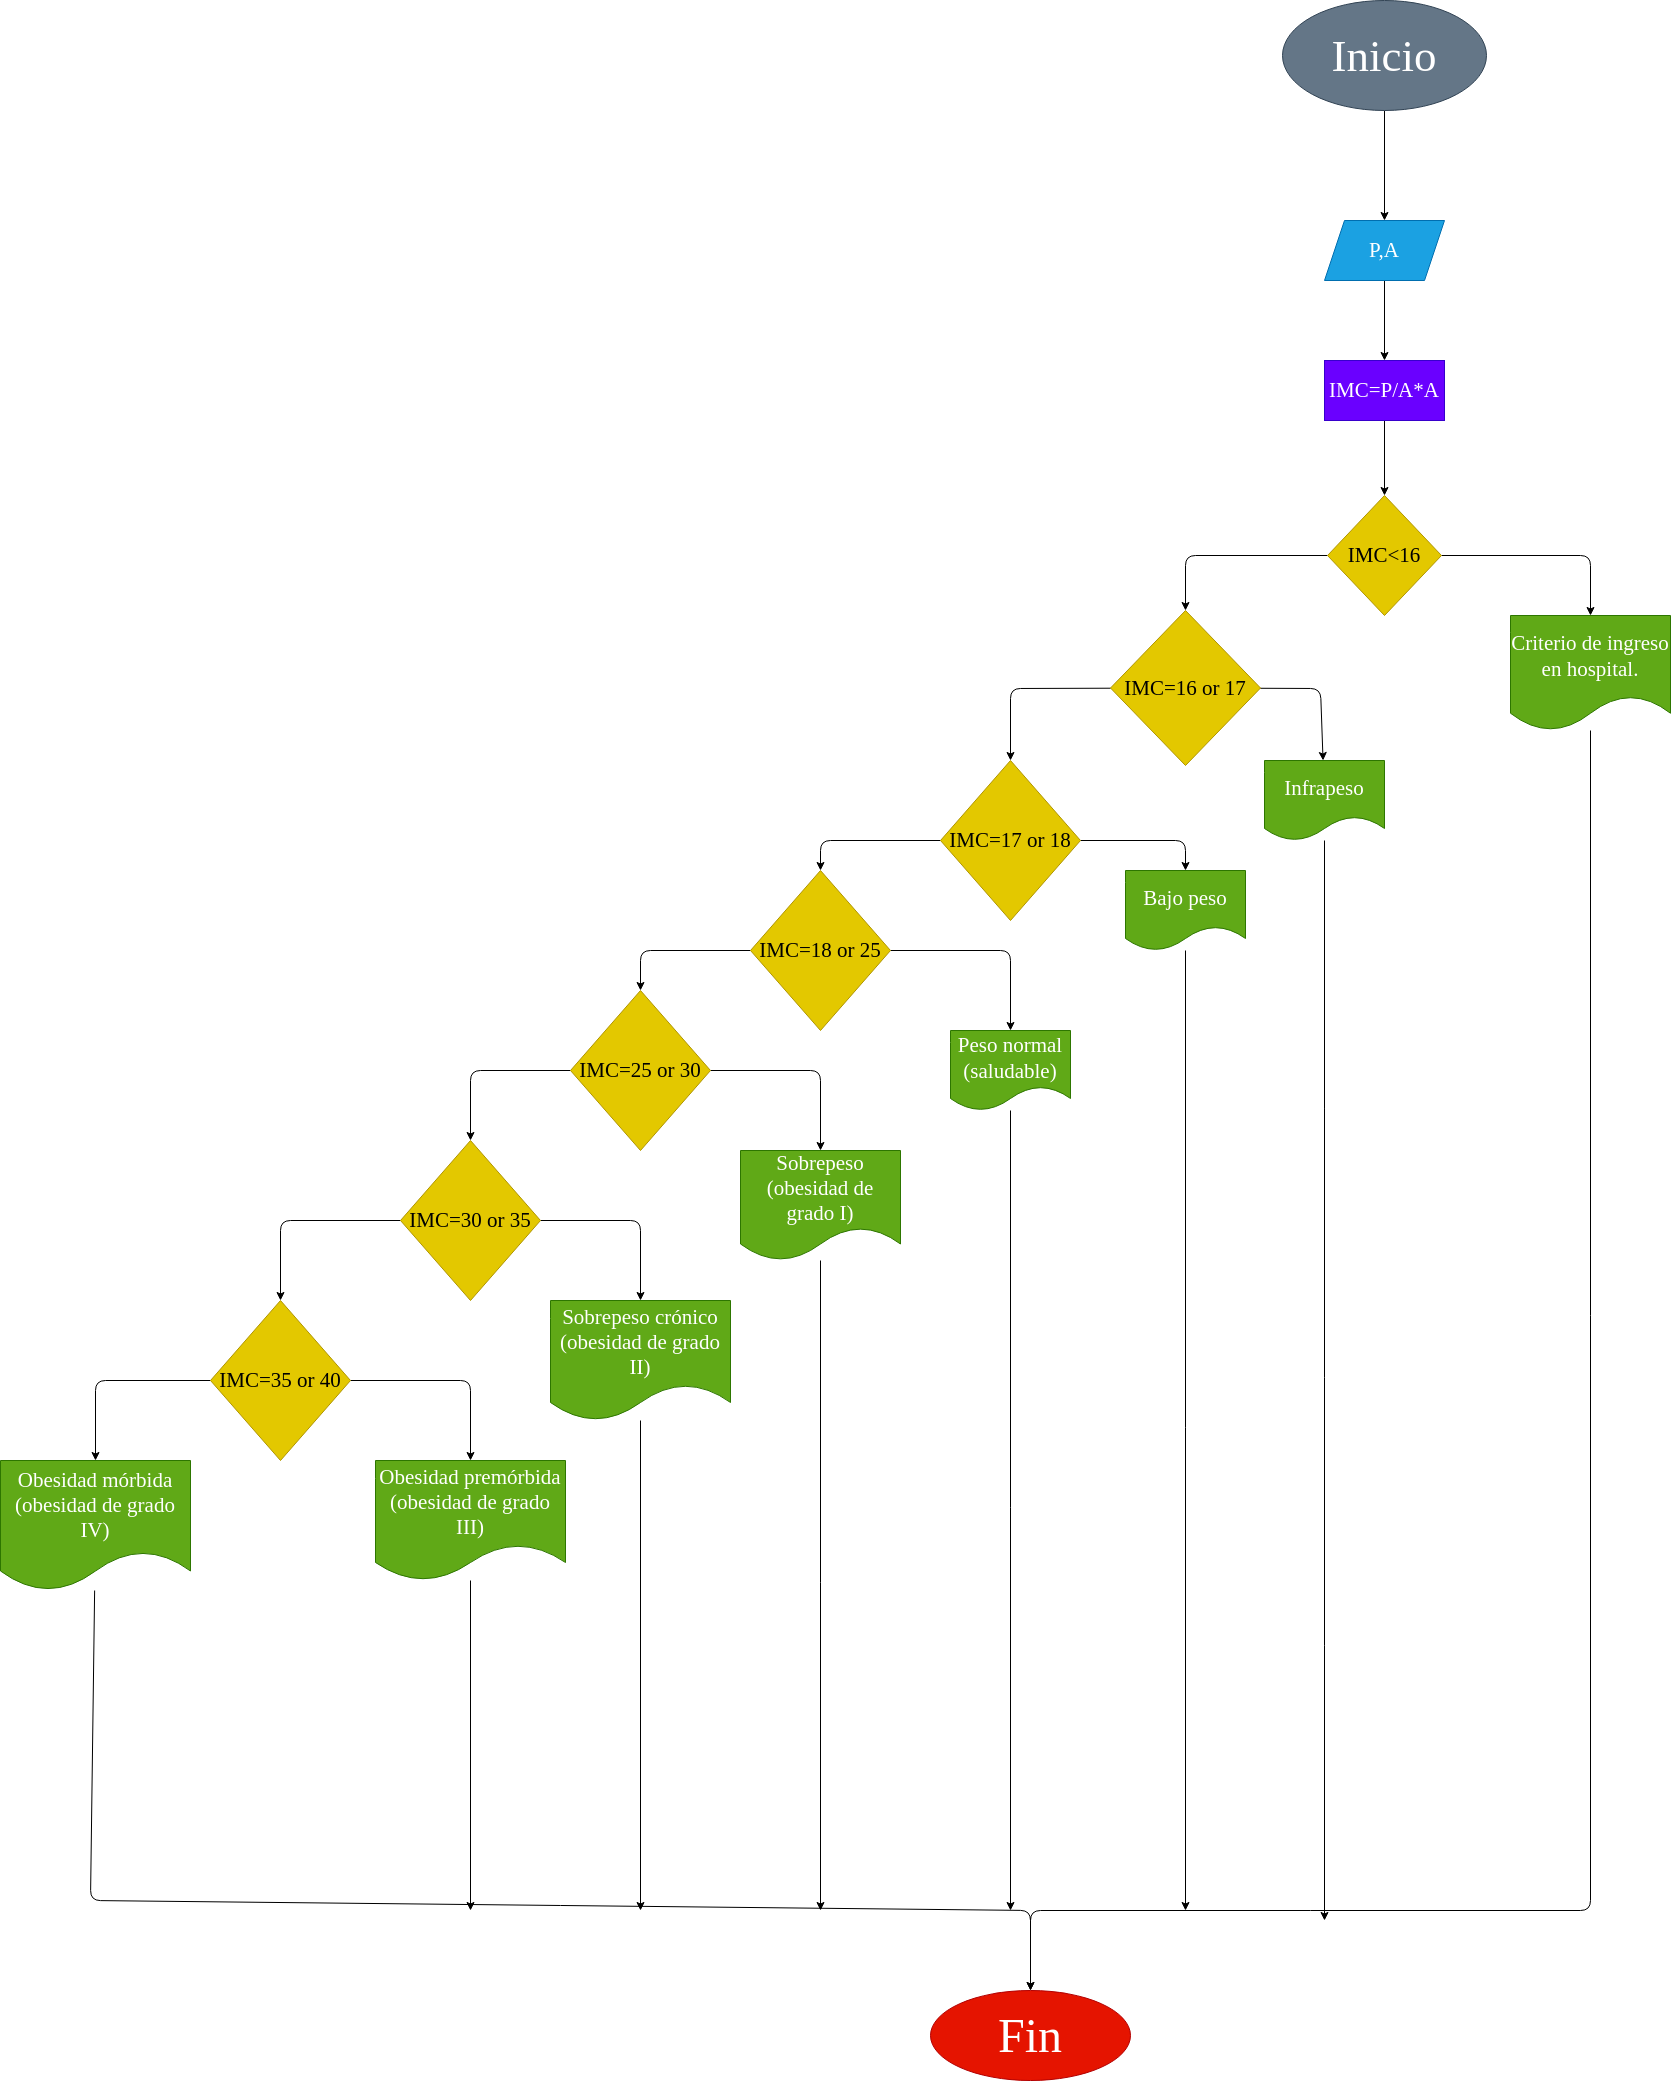 Inicio
P,A
IMC=P/A*A
IMC<16
Criterio de ingreso
en hospital.
IMC=16 or 17
Infrapeso
IMC=17 or 18
Bajo peso
IMC=18 or 25
Peso normal
(saludable)
IMC=25 or 30
Sobrepeso
(obesidad de
grado I)
IMC=30 or 35
Sobrepeso crónico
(obesidad de grado
II)
IMC=35 or 40
Obesidad mórbida
(obesidad de grado
IV)
Obesidad premórbida
(obesidad de grado
III)
Fin